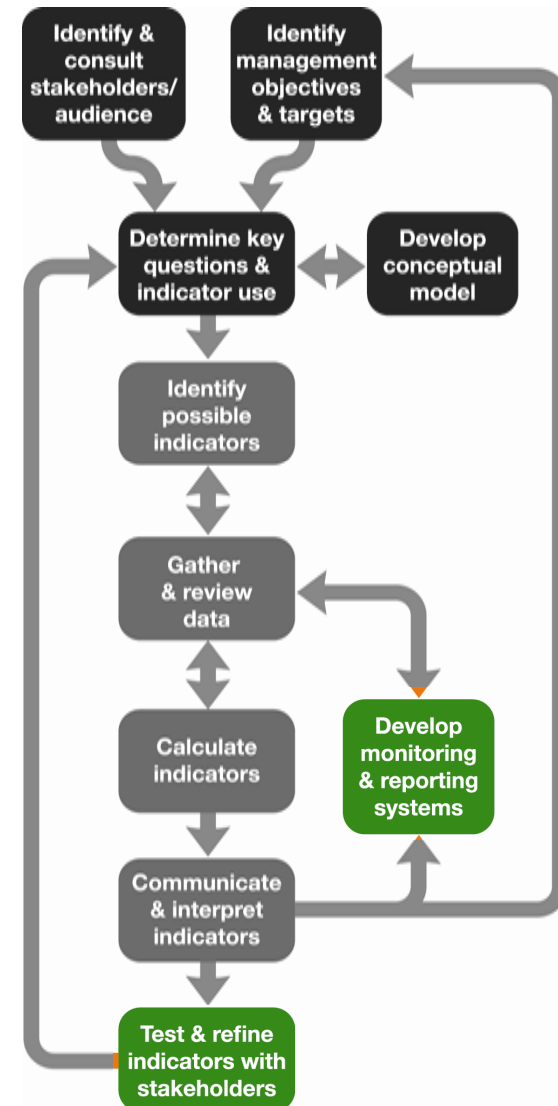 Identify &
consult
stakeholders/
audience
Identify
management
objectives
& targets
Determine key
questions &
indicator use
Develop
conceptual
model
Identify
possible
indicators
Gather
& review
data
Calculate
indicators
Develop
monitoring
& reporting
systems
Communicate
& interpret
indicators
Test & refine
indicators with
stakeholders